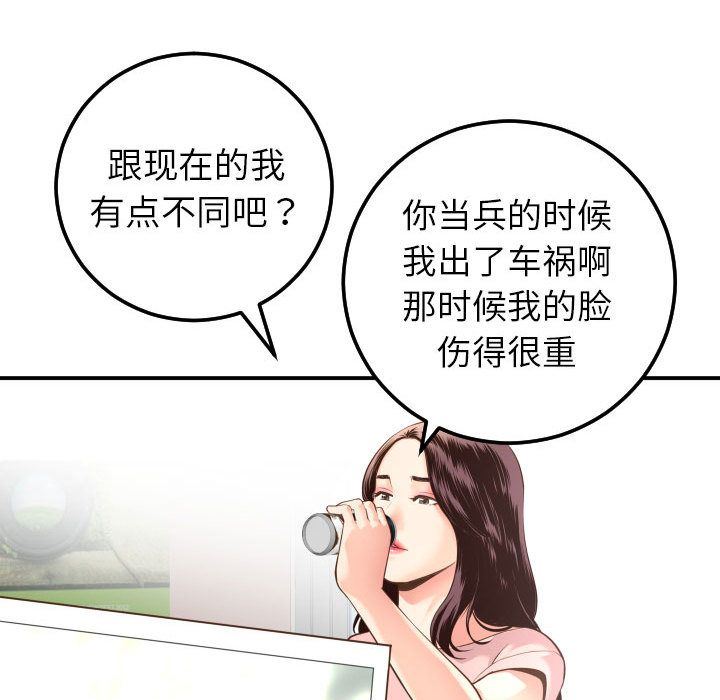 跟现在的我
有点不同吧？
你当兵的时候
我出了车祸啊
那时候我的脸
伤得很重